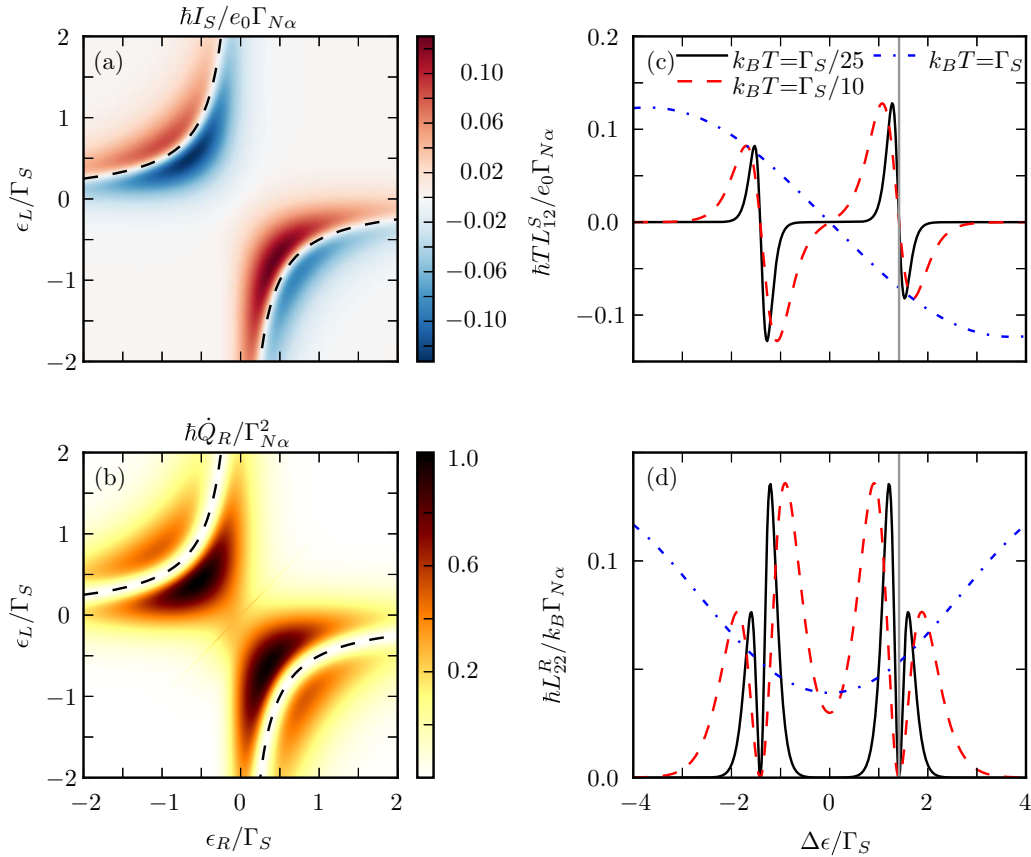 ħI_S/e_0Γ_{Nα}
(a)
2
1
0
−1
−2
ϵ_L/Γ_S
0.10
0.06
0.02
−0.02
−0.06
−0.10
(c)
k_BT=Γ_S/25
k_BT=Γ_S/10
k_BT=Γ_S
0.2
0.1
0.0
−0.1
ħTL^S_{12}/e_0Γ_{Nα}
ħQ̇_R/Γ^2_{Nα}
(b)
2
1
0
−1
−2
ϵ_L/Γ_S
−2 −1 0 1 2
ϵ_R/Γ_S
1.0
0.6
0.2
(d)
0.1
0.0
ħL^R_{22}/k_BΓ_{Nα}
−4 −2 0 2 4
Δϵ/Γ_S